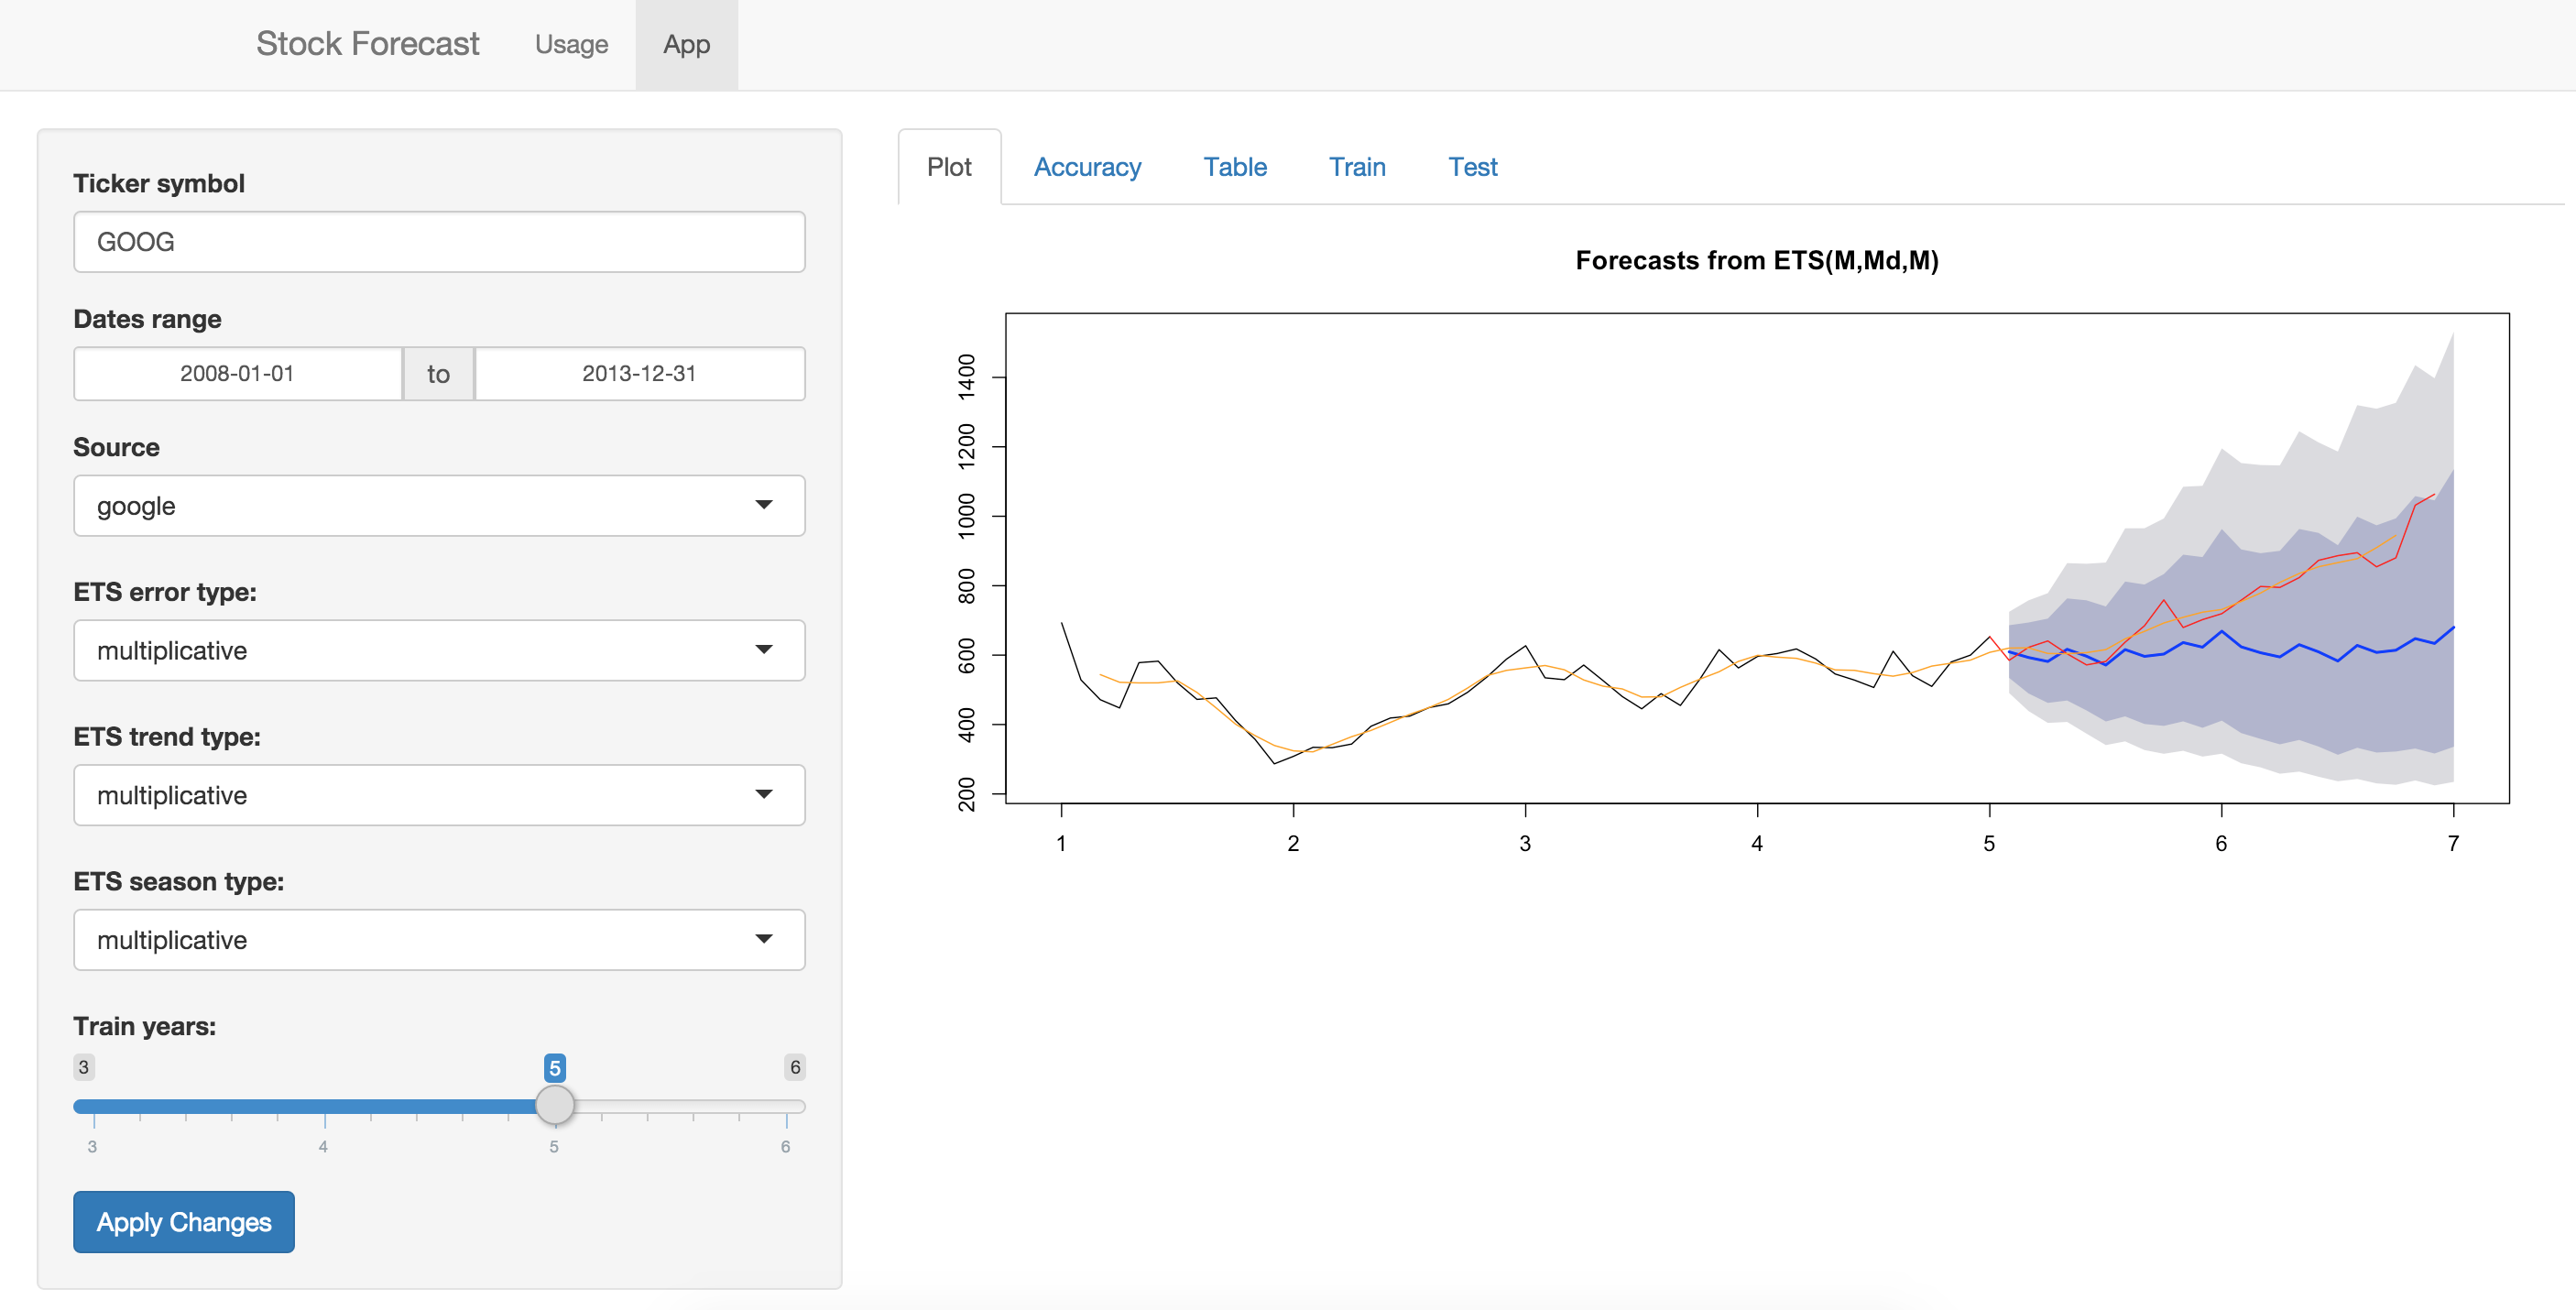 Stock Forecast Usage App
Ticker symbol
GOOG
Dates range
2008-01-01 to 2013-12-31
Source
google
ETS error type:
multiplicative
ETS trend type:
multiplicative
ETS season type:
multiplicative
Train years:
3 5 6
3 4 5 6
Apply Changes
Plot Accuracy Table Train Test
Forecasts from ETS(M,Md,M)
1400
1200
1000
800
600
400
200
1 2 3 4 5 6 7